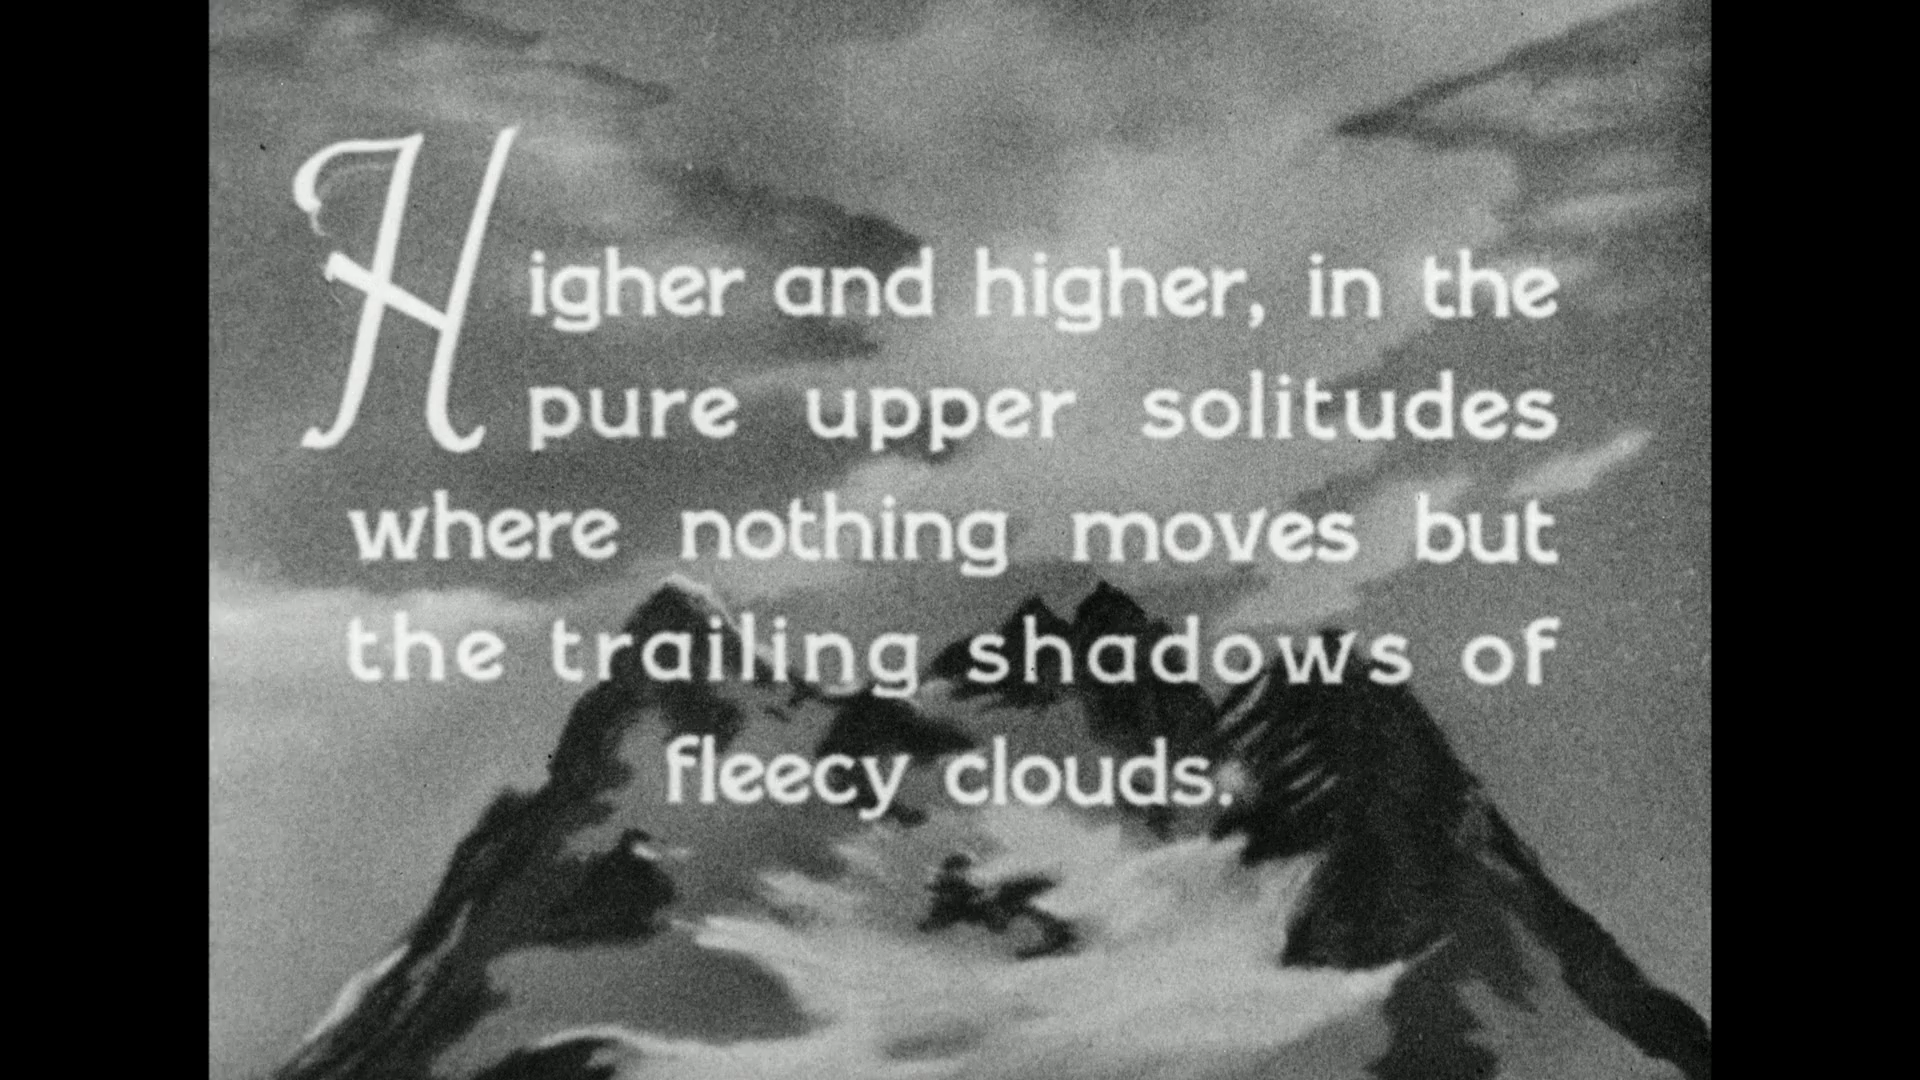 Higher and higher, in the
pure upper solitudes
where nothing moves but
the trailing shadows of
fleecy clouds.